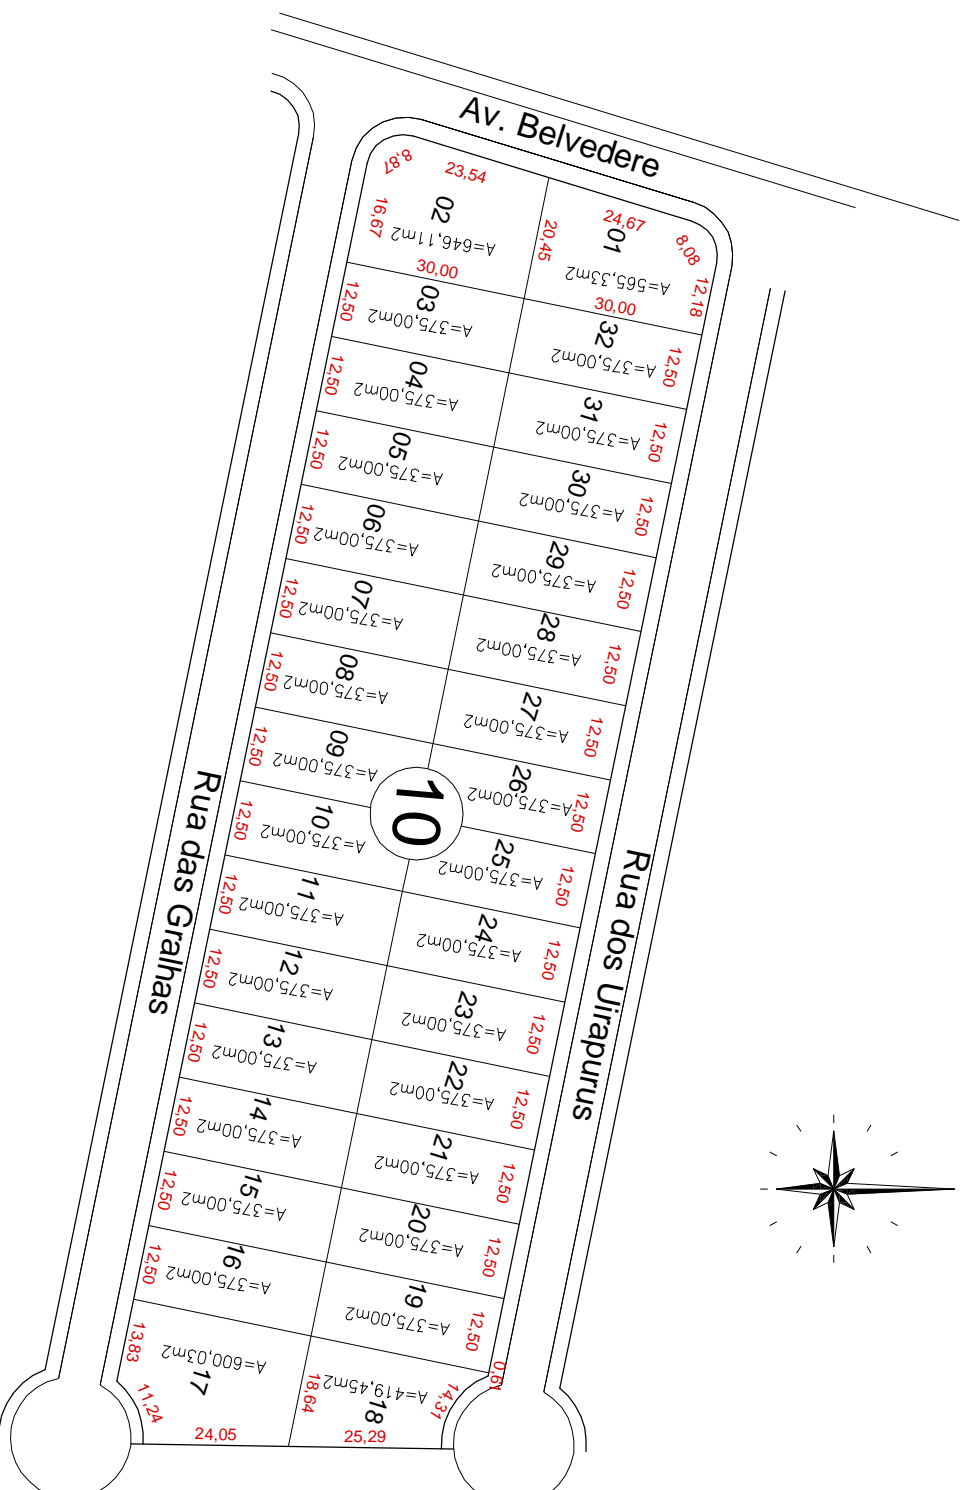 Av. Belvedere
8,87
23,54
16,67
02
A=646,11m2
30,00
24,67
8,08
20,45
01
A=565,33m2
12,18
30,00
12,50
03
A=375,00m2
32
A=375,00m2
12,50
12,50
04
A=375,00m2
31
A=375,00m2
12,50
12,50
05
A=375,00m2
30
A=375,00m2
12,50
12,50
06
A=375,00m2
29
A=375,00m2
12,50
12,50
07
A=375,00m2
28
A=375,00m2
12,50
12,50
08
A=375,00m2
27
A=375,00m2
12,50
12,50
09
A=375,00m2
26
A=375,00m2
12,50
10
12,50
10
A=375,00m2
25
A=375,00m2
12,50
12,50
11
A=375,00m2
24
A=375,00m2
12,50
12,50
12
A=375,00m2
23
A=375,00m2
12,50
12,50
13
A=375,00m2
22
A=375,00m2
12,50
12,50
14
A=375,00m2
21
A=375,00m2
12,50
12,50
15
A=375,00m2
20
A=375,00m2
12,50
12,50
16
A=375,00m2
19
A=375,00m2
12,50
13,83
A=600,03m2
17
11,24
24,05
18,64
A=419,45m2
18
14,31
0,61
25,29
Rua das Gralhas
Rua dos Uirapurus